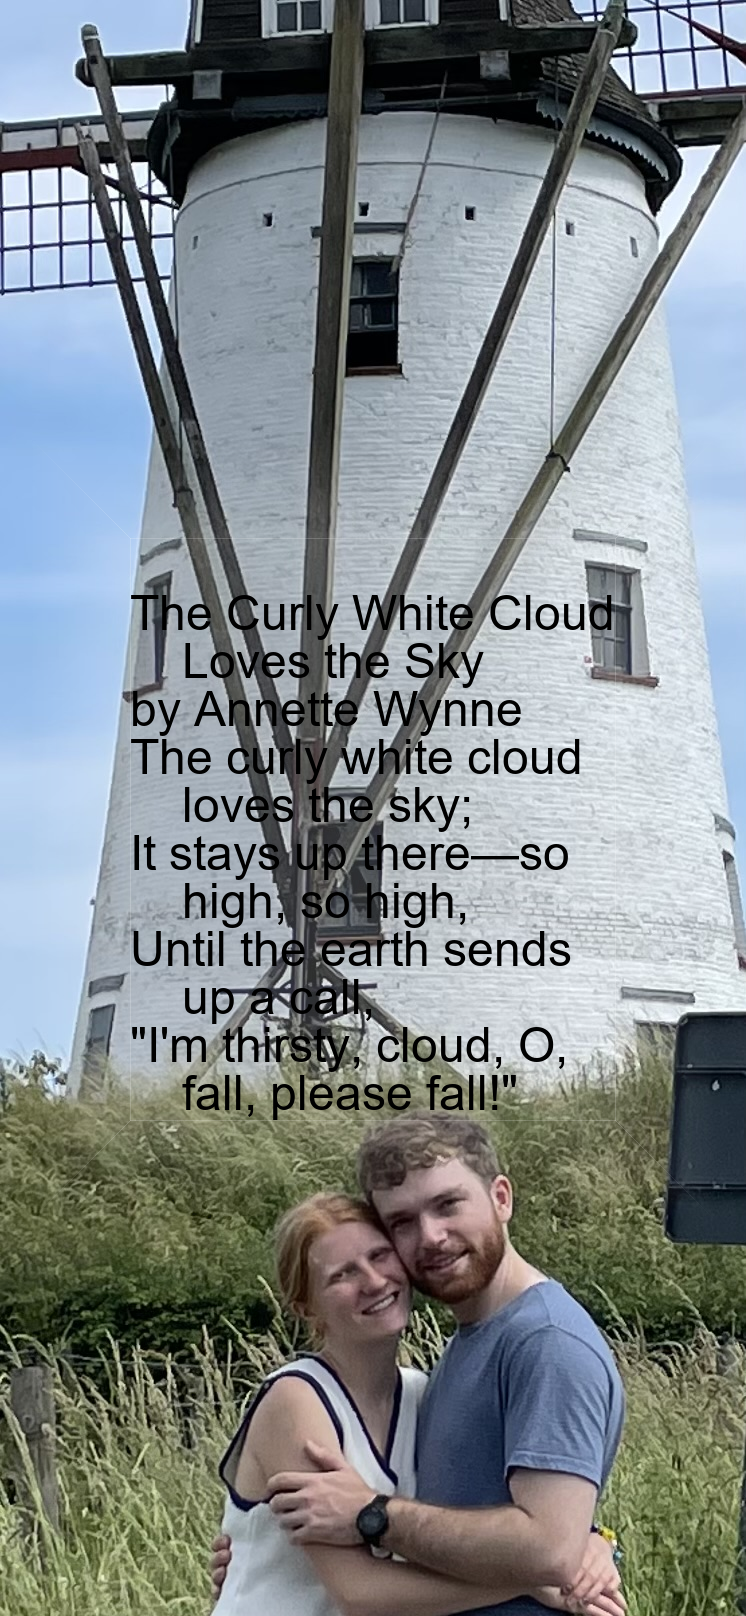 The Curly White Cloud
Loves the Sky
by Annette Wynne
The curly white cloud
loves the sky;
It stays up there—so
high, so high,
Until the earth sends
up a call,
"I'm thirsty, cloud, O,
fall, please fall!"